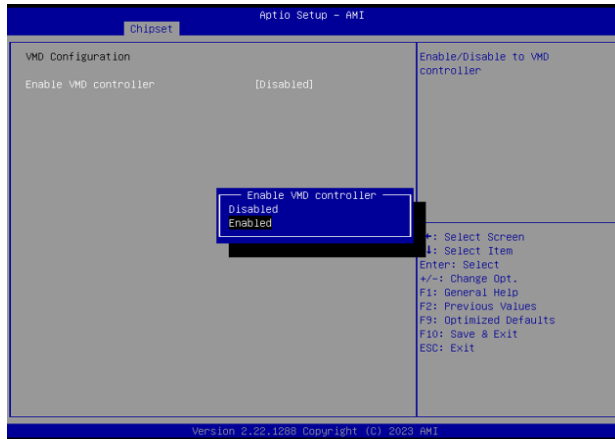 Aptio Setup - AMI
Chipset
VMD Configuration
Enable VMD controller [Disabled]
Enable/Disable to VMD
controller
Enable VMD controller
Disabled
Enabled
: Select Screen
: Select Item
Enter: Select
+/-: Change Opt.
F1: General Help
F2: Previous Values
F9: Optimized Defaults
F10: Save & Exit
ESC: Exit
Version 2.22.1288 Copyright (C) 2023 AMI